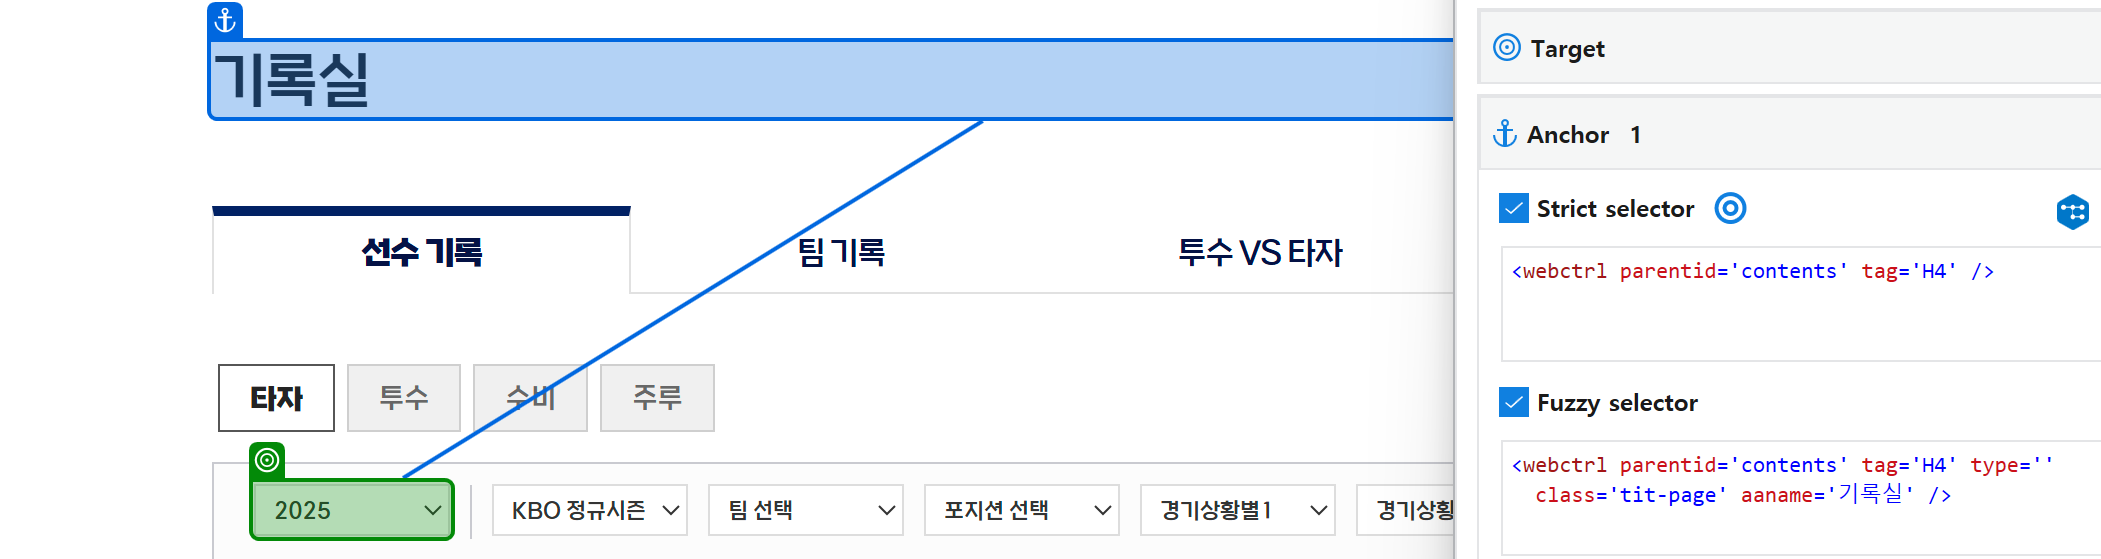 기록실
선수 기록
팀 기록
투수 VS 타자
타자
투수
수비
주루
2025
KBO 정규시즌
팀 선택
포지션 선택
경기상황별1
경기상황
Target
Anchor 1
Strict selector
<webctrl parentid='contents' tag='H4' />
Fuzzy selector
<webctrl parentid='contents' tag='H4' type=''
class='tit-page' aaname='기록실' />